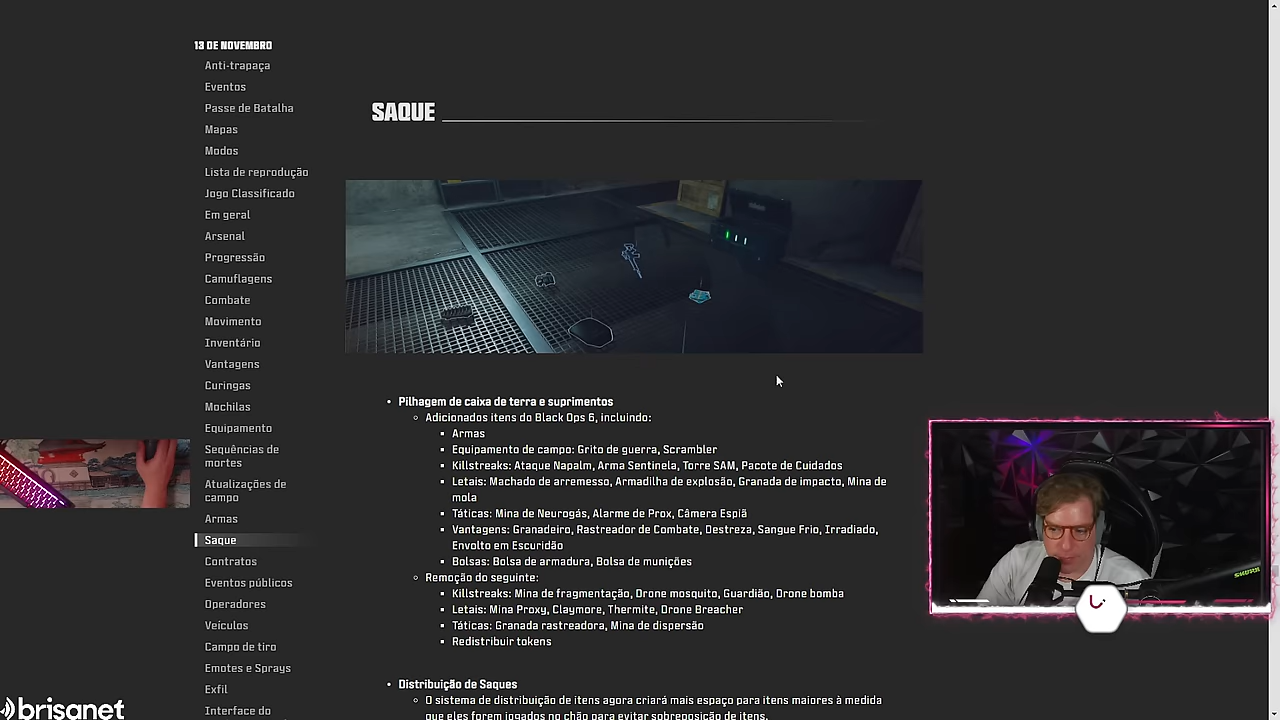 13 DE NOVEMBRO
Anti-trapaça
Eventos
Passe de Batalha
Mapas
Modos
Lista de reprodução
Jogo Classificado
Em geral
Arsenal
Progressão
Camuflagens
Combate
Movimento
Inventário
Vantagens
Curingas
Mochilas
Equipamento
Sequências de
mortes
Atualizações de
campo
Armas
Saque
Contratos
Eventos públicos
Operadores
Veículos
Campo de tiro
Emotes e Sprays
Exfil
Interface do
SAQUE
Pilhagem de caixa de terra e suprimentos
Adicionados itens do Black Ops 6, incluindo:
Armas
Equipamento de campo: Grito de guerra, Scrambler
Killstreaks: Ataque Napalm, Arma Sentinela, Torre SAM, Pacote de Cuidados
Letais: Machado de arremesso, Armadilha de explosão, Granada de impacto, Mina de
mola
Táticas: Mina de Neurogás, Alarme de Prox, Câmera Espiã
Vantagens: Granadeiro, Rastreador de Combate, Destreza, Sangue Frio, Irradiado,
Envolto em Escuridão
Bolsas: Bolsa de armadura, Bolsa de munições
Remoção do seguinte:
Killstreaks: Mina de fragmentação, Drone mosquito, Guardião, Drone bomba
Letais: Mina Proxy, Claymore, Thermite, Drone Breacher
Táticas: Granada rastreadora, Mina de dispersão
Redistribuir tokens
Distribuição de Saques
O sistema de distribuição de itens agora criará mais espaço para itens maiores à medida
que eles forem jogados no chão para evitar sobreposição de itens.
SHURE
brisanet